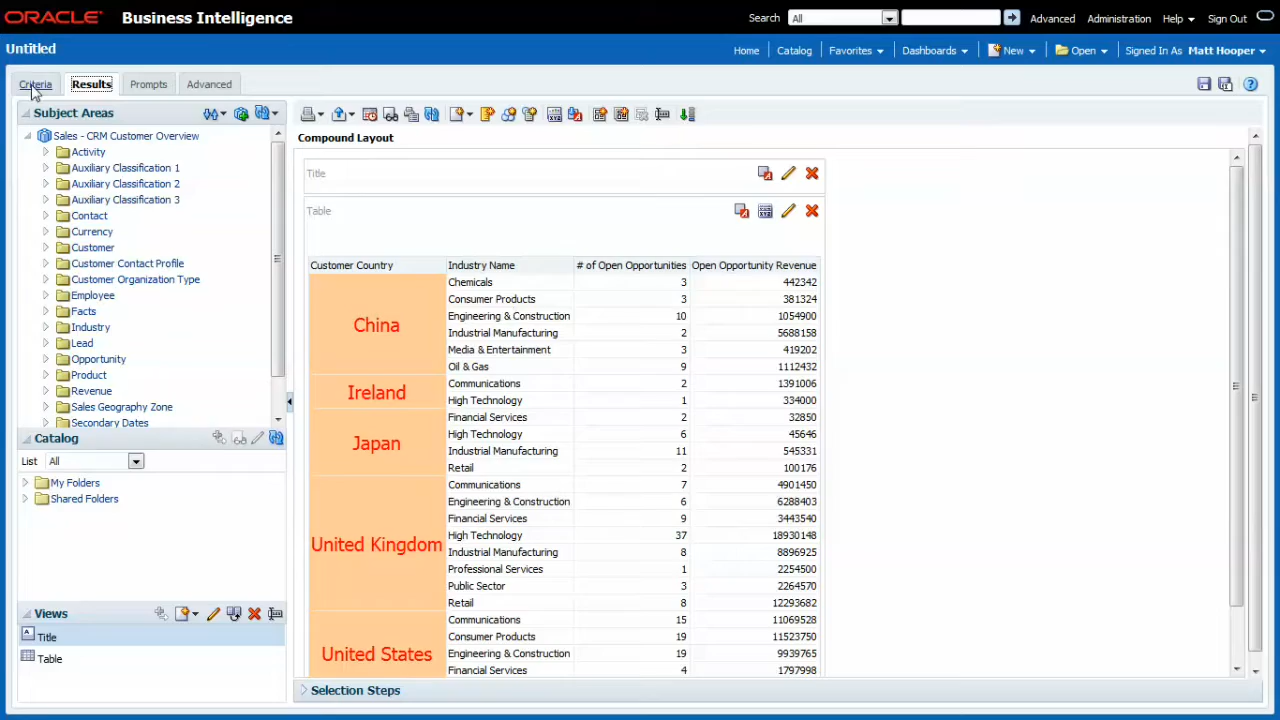 ORACLE Business Intelligence
Search All Advanced Administration Help Sign Out
Untitled
Home Catalog Favorites Dashboards New Open Signed In As Matt Hooper
Criteria Results Prompts Advanced
Subject Areas
Sales - CRM Customer Overview
Activity
Auxiliary Classification 1
Auxiliary Classification 2
Auxiliary Classification 3
Contact
Currency
Customer
Customer Contact Profile
Customer Organization Type
Employee
Facts
Industry
Lead
Opportunity
Product
Revenue
Sales Geography Zone
Secondary Dates
Catalog
List All
My Folders
Shared Folders
Views
Title
Table
Compound Layout
Title
Table
Customer Country Industry Name # of Open Opportunities Open Opportunity Revenue
China Chemicals 3 442342
Consumer Products 3 381324
Engineering & Construction 10 1054900
Industrial Manufacturing 2 5688158
Media & Entertainment 3 419202
Oil & Gas 9 1112432
Ireland Communications 2 1391006
High Technology 1 334000
Japan Financial Services 2 32850
High Technology 6 45646
Industrial Manufacturing 11 545331
Retail 2 100176
United Kingdom Communications 7 4901450
Engineering & Construction 6 6288403
Financial Services 9 3443540
High Technology 37 18930148
Industrial Manufacturing 8 8896925
Professional Services 1 2254500
Public Sector 3 2264570
Retail 8 12293682
United States Communications 15 11069528
Consumer Products 19 11523750
Engineering & Construction 19 9939765
Financial Services 4 1797998
Selection Steps